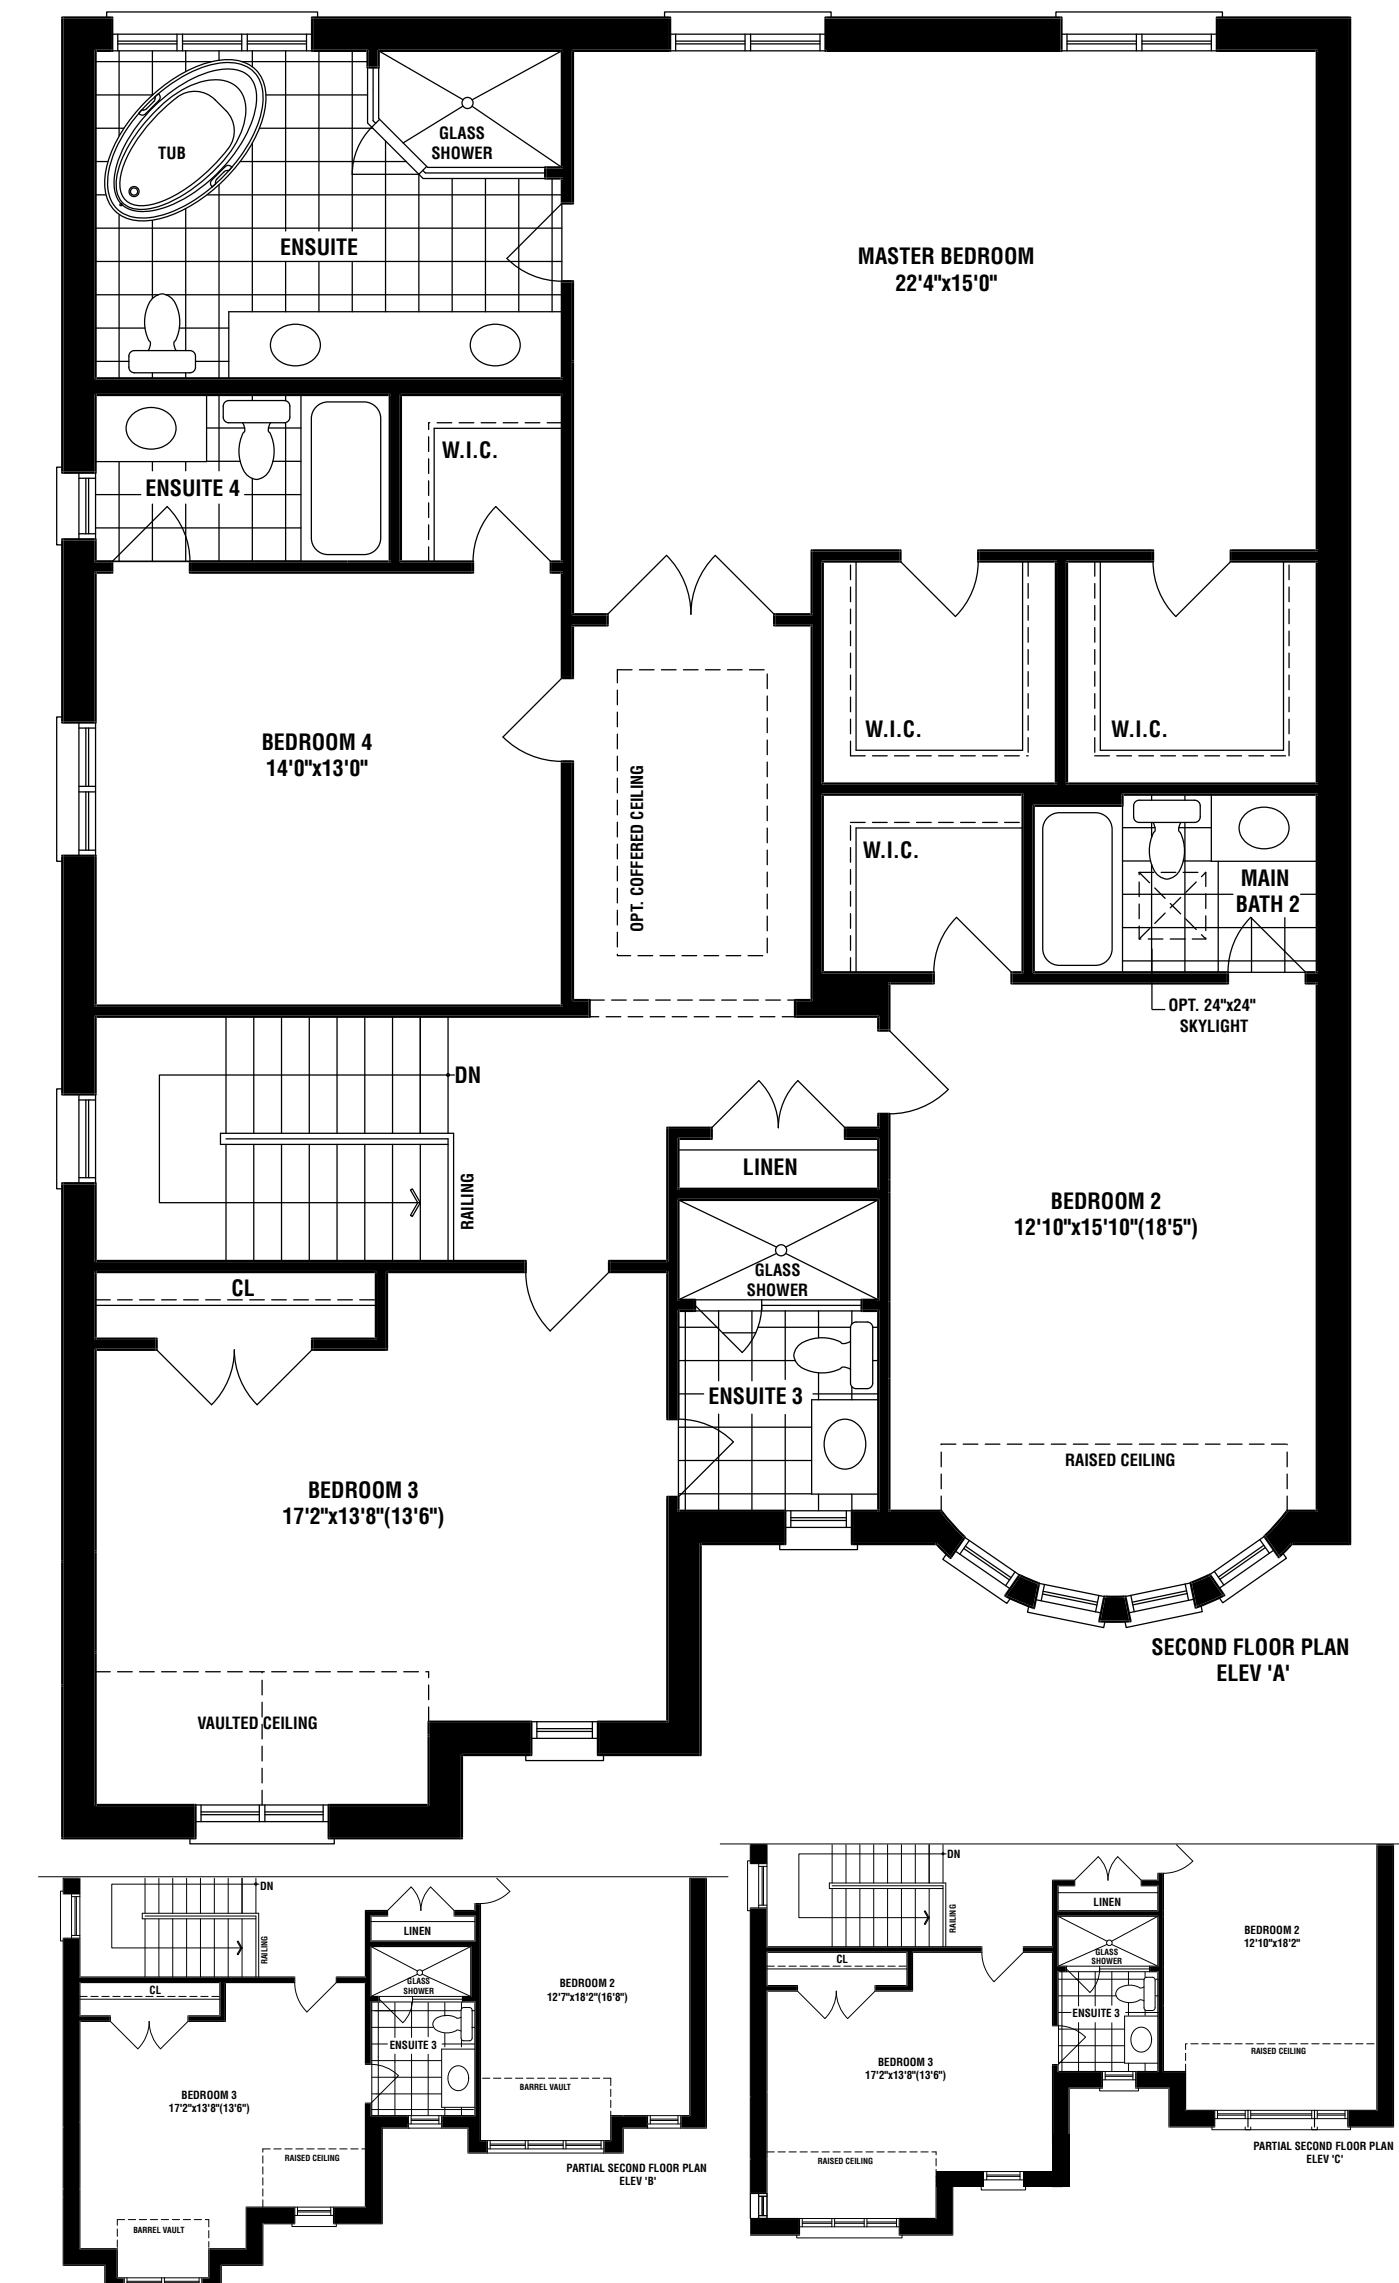 TUB
GLASS
SHOWER
ENSUITE
MASTER BEDROOM
22'4"x15'0"
W.I.C.
ENSUITE 4
BEDROOM 4
14'0"x13'0"
OPT. COFFERED CEILING
W.I.C.
W.I.C.
W.I.C.
MAIN
BATH 2
OPT. 24"x24"
SKYLIGHT
DN
RAILING
LINEN
BEDROOM 2
12'10"x15'10"(18'5")
GLASS
SHOWER
CL
ENSUITE 3
RAISED CEILING
BEDROOM 3
17'2"x13'8"(13'6")
VAULTED CEILING
SECOND FLOOR PLAN
ELEV 'A'
DN
RAILING
LINEN
GLASS
SHOWER
CL
BEDROOM 2
12'7"x18'2"(16'8")
ENSUITE 3
BEDROOM 3
17'2"x13'8"(13'6")
BARREL VAULT
RAISED CEILING
BARREL VAULT
PARTIAL SECOND FLOOR PLAN
ELEV 'B'
DN
RAILING
LINEN
GLASS
SHOWER
CL
BEDROOM 2
12'10"x18'2"
ENSUITE 3
BEDROOM 3
17'2"x13'8"(13'6")
RAISED CEILING
RAISED CEILING
PARTIAL SECOND FLOOR PLAN
ELEV 'C'